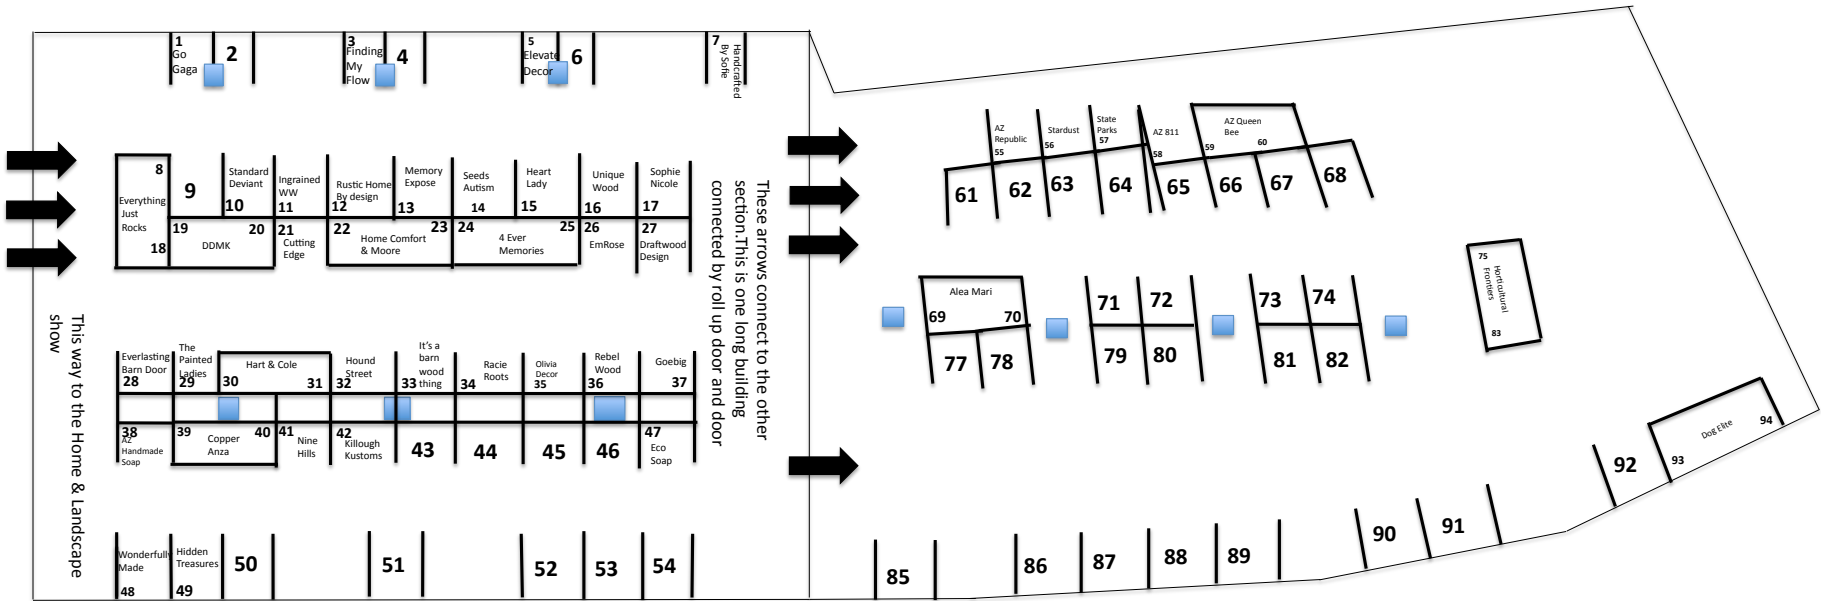 1
Go
Gaga
2
3
Finding
My
Flow
4
5
Elevate
Decor
6
7
Handcrafted
By Sofie
8
Everything
Just
Rocks
18
9
Standard
Deviant
10
Ingrained
WW
11
Rustic Home
By design
12
Memory
Expose
13
Seeds
Autism
14
Heart
Lady
15
Unique
Wood
16
Sophie
Nicole
17
19
20
DDMK
21
Cutting
Edge
22
23
Home Comfort
& Moore
24
25
4 Ever
Memories
26
EmRose
27
Draftwood
Design
This way to the Home & Landscape
show
These arrows connect to the other
section.This is one long building
connected by roll up door and door
Everlasting
Barn Door
28
The
Painted
Ladies
29
Hart & Cole
30
31
Hound
Street
32
It's a
barn
wood
thing
33
Racie
Roots
34
Olivia
Decor
35
Rebel
Wood
36
Goebig
37
38
AZ
Handmade
Soap
39
40
Copper
Anza
41
Nine
Hills
42
Killough
Kustoms
43
44
45
46
47
Eco
Soap
Wonderfully
Made
48
Hidden
Treasures
49
50
51
52
53
54
AZ
Republic
55
Stardust
56
State
Parks
57
AZ 811
58
AZ Queen
Bee
59
60
61
62
63
64
65
66
67
68
Alea Mari
69
70
71
72
73
74
75
Horticultural
Frontiers
83
77
78
79
80
81
82
85
86
87
88
89
90
91
92
Dog Elite
93
94